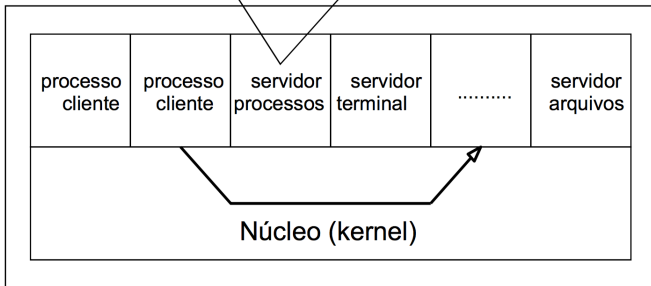 processo
cliente
processo
cliente
servidor
processos
servidor
terminal
..........
servidor
arquivos
Núcleo (kernel)